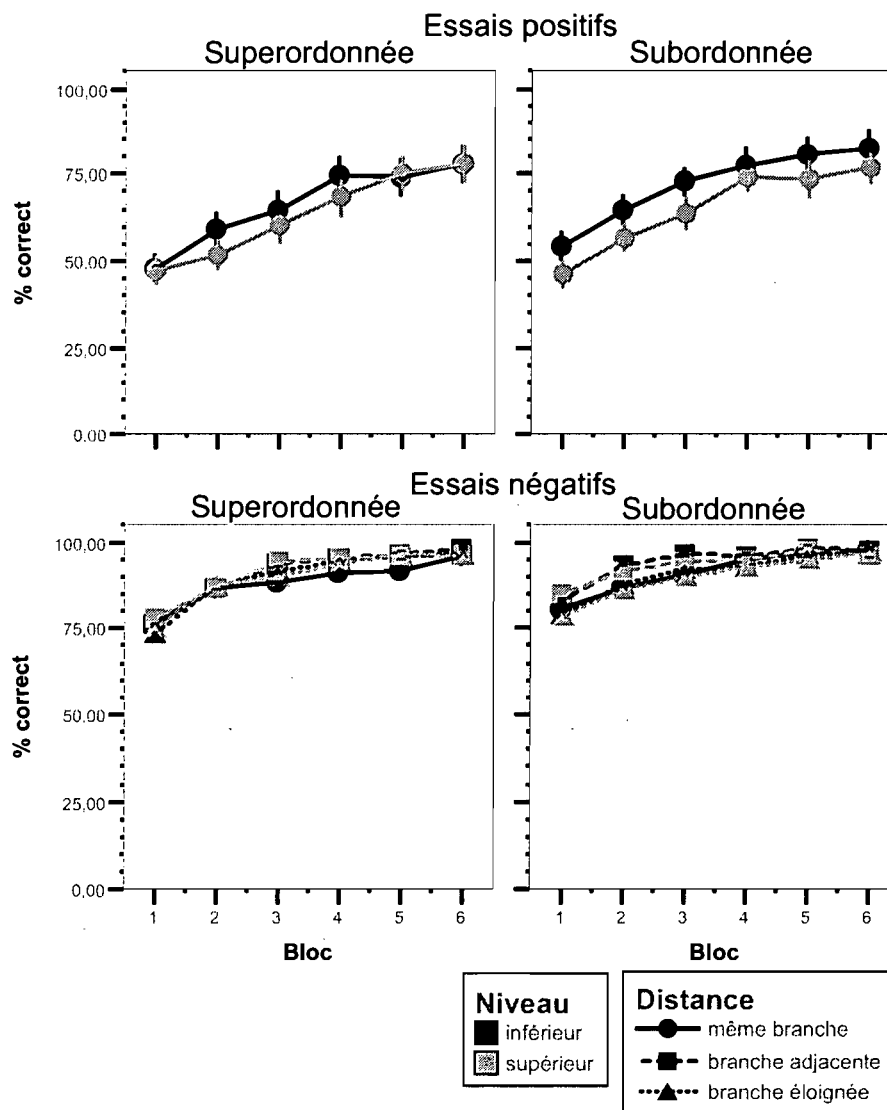 Essais positifs
Superordonnée
Subordonnée
100,00
75,00
50,00
25,00
0.00
% correct
Essais négatifs
Superordonnée
Subordonnée
100,00
75,00
50,00
25,00
0,00
% correct
1 2 3 4 5 6
1 2 3 4 5 6
Bloc
Bloc
Niveau
inférieur
supérieur
Distance
même branche
branche adjacente
branche éloignée